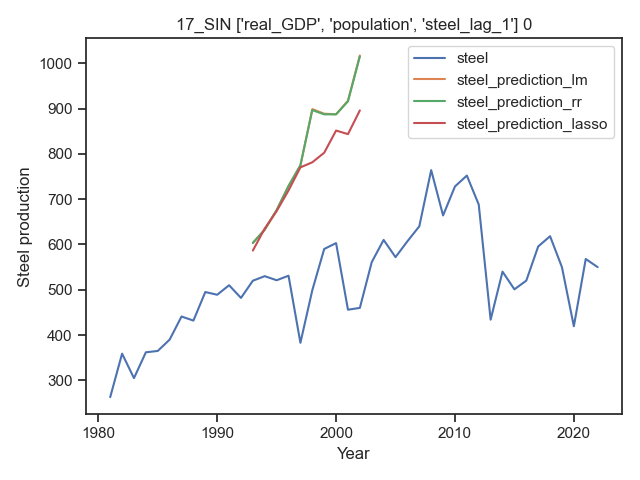 17_SIN ['real_GDP', 'population', 'steel_lag_1'] 0
steel
steel_prediction_lm
steel_prediction_rr
steel_prediction_lasso
1000
900
800
700
600
500
400
300
Steel production
1980
1990
2000
2010
2020
Year